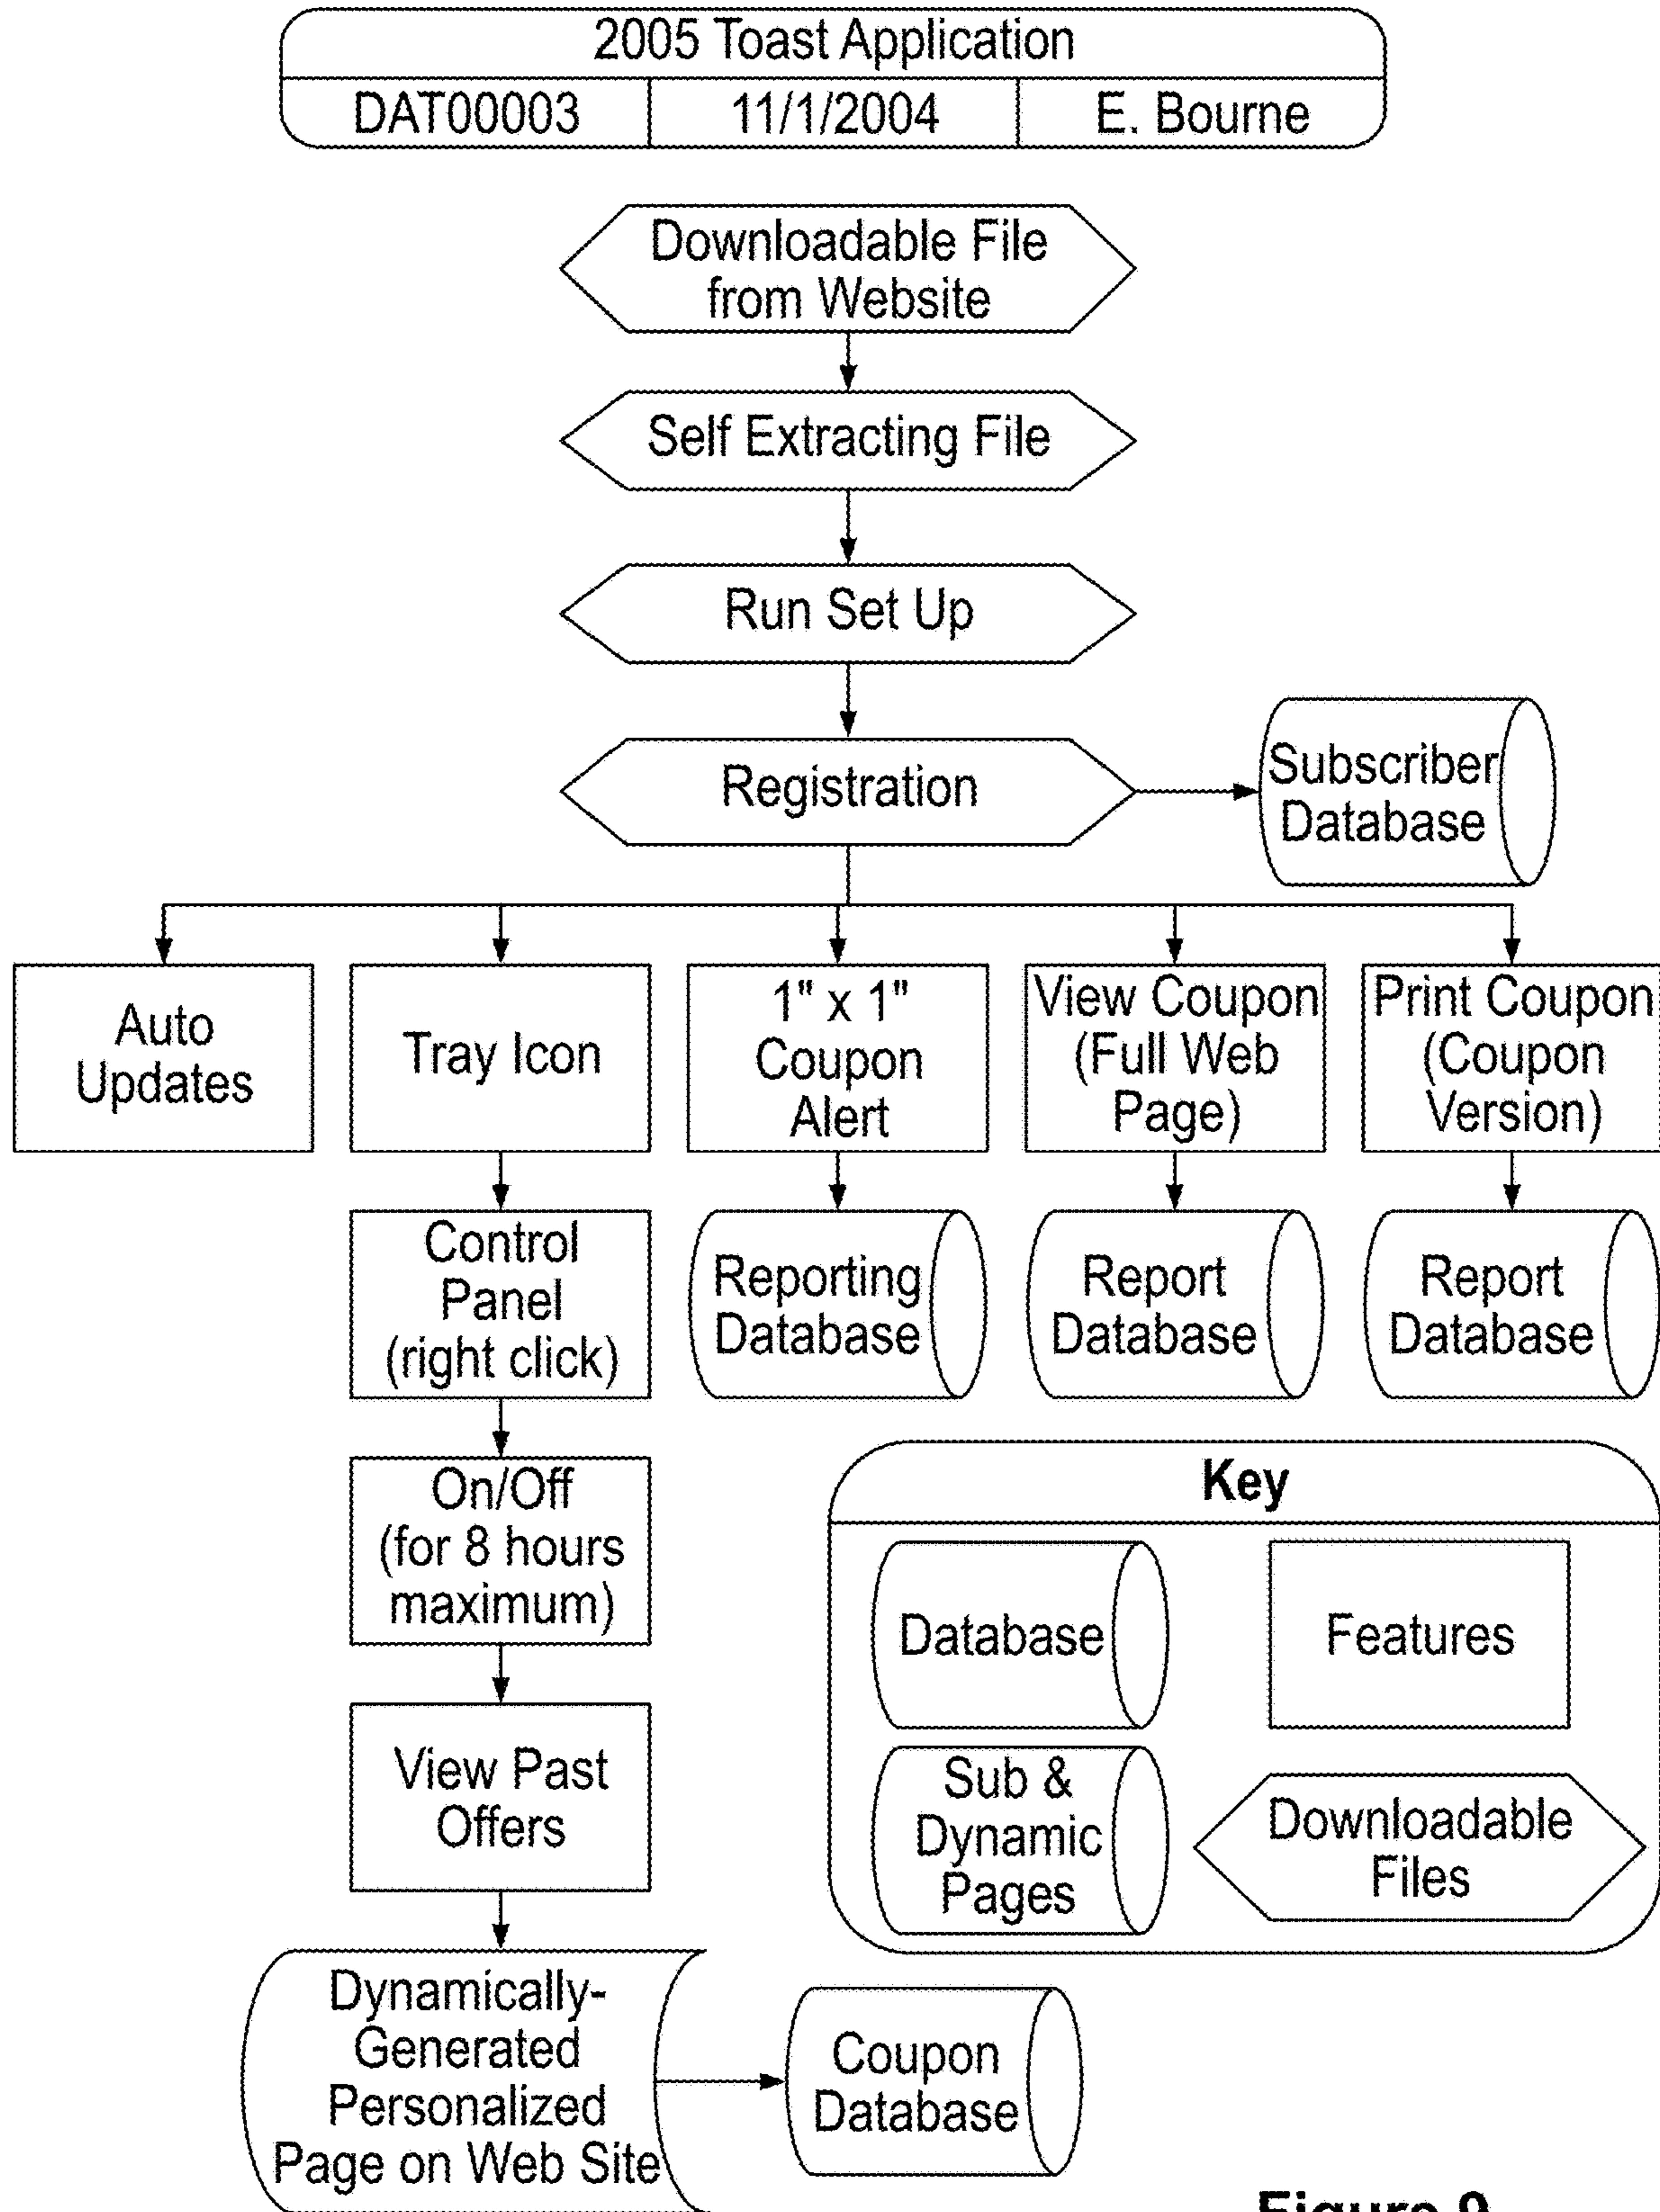 2005 Toast Application
DAT00003
11/1/2004
E. Bourne
Downloadable File
from Website
Self Extracting File
Run Set Up
Registration
Subscriber
Database
Auto
Updates
Tray Icon
1" x 1"
Coupon
Alert
View Coupon
(Full Web
Page)
Print Coupon
(Coupon
Version)
Control
Panel
(right click)
Reporting
Database
Report
Database
Report
Database
On/Off
(for 8 hours
maximum)
View Past
Offers
Dynamically-
Generated
Personalized
Page on Web Site
Coupon
Database
Key
Database
Features
Sub &
Dynamic
Pages
Downloadable
Files
Figure 9